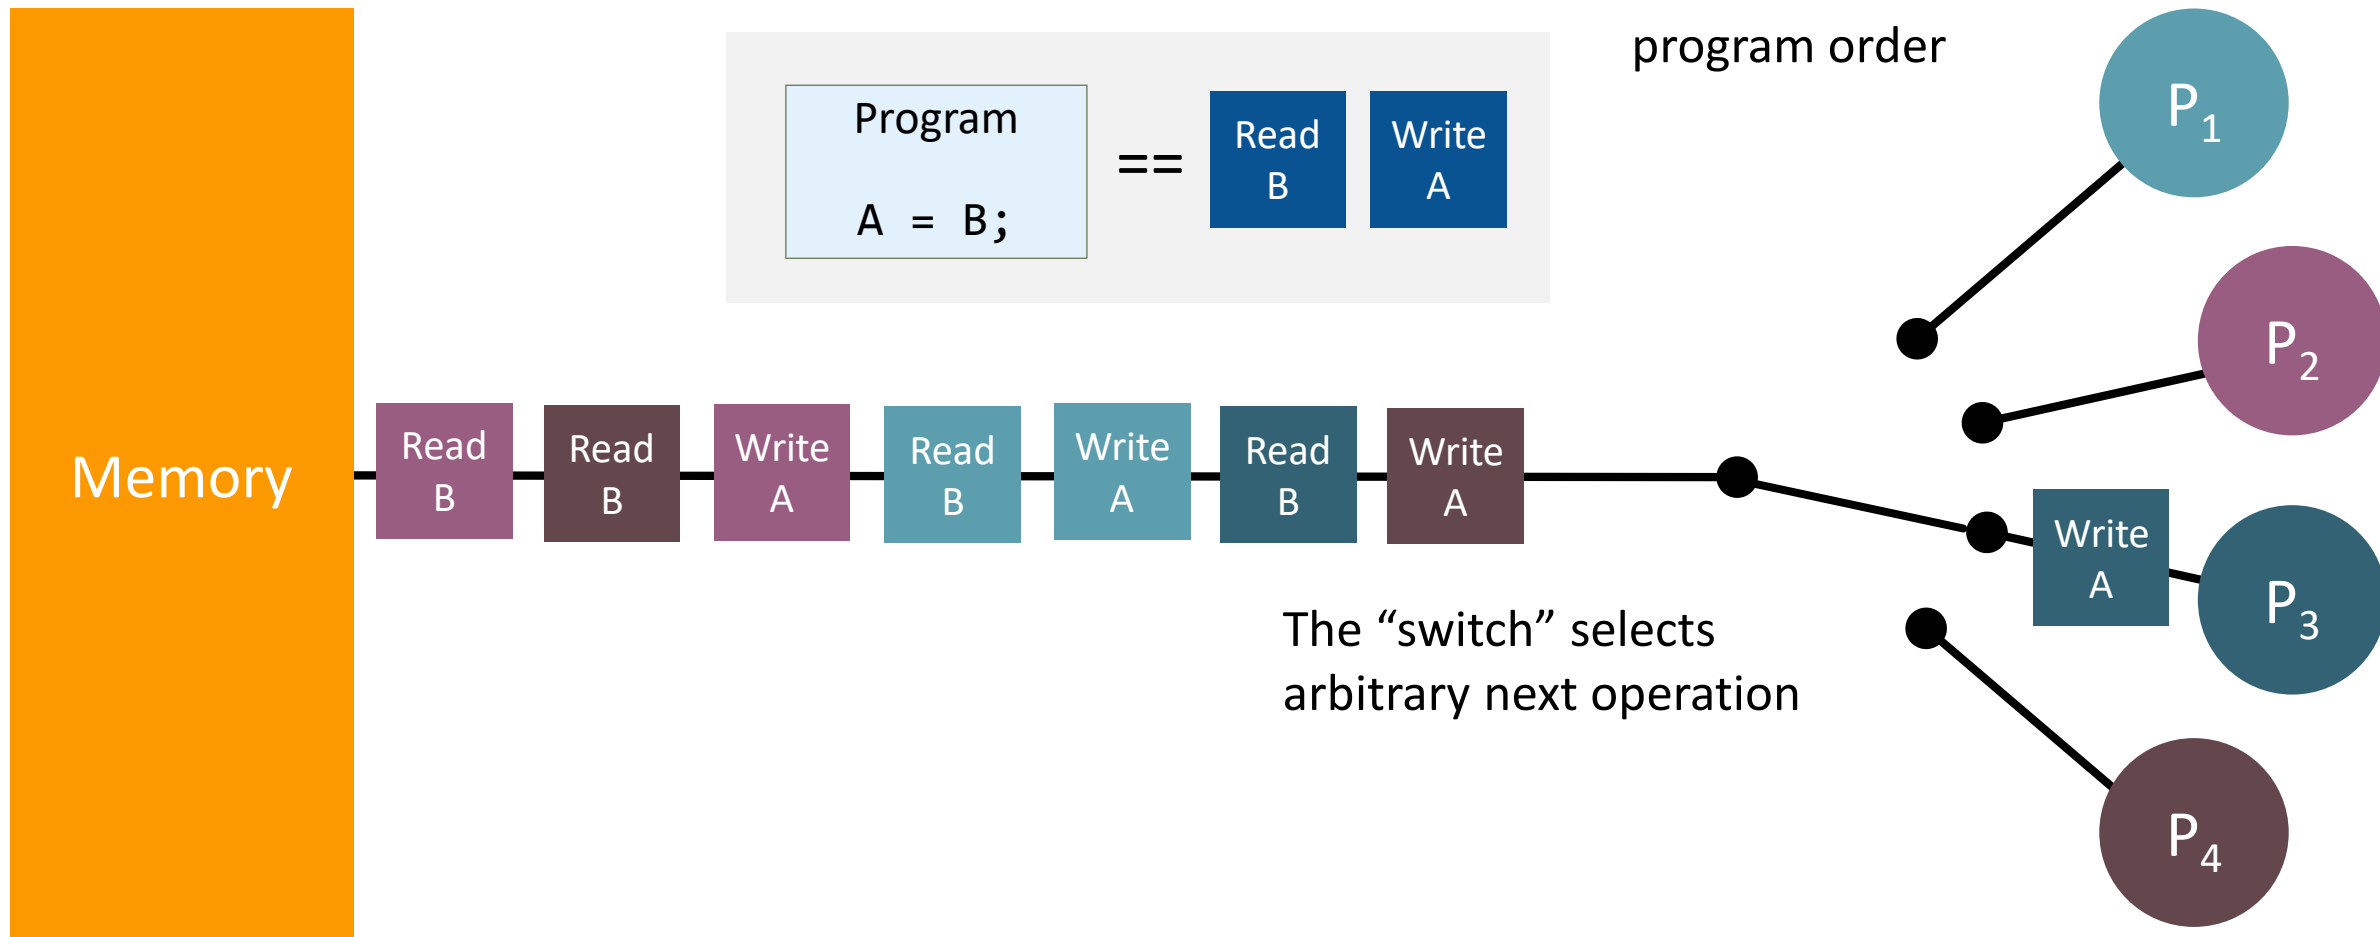 program order
Program
A = B;
==
Read
B
Write
A
P1
P2
Memory
Read
B
Read
B
Write
A
Read
B
Write
A
Read
B
Write
A
Write
A
P3
The “switch” selects
arbitrary next operation
P4